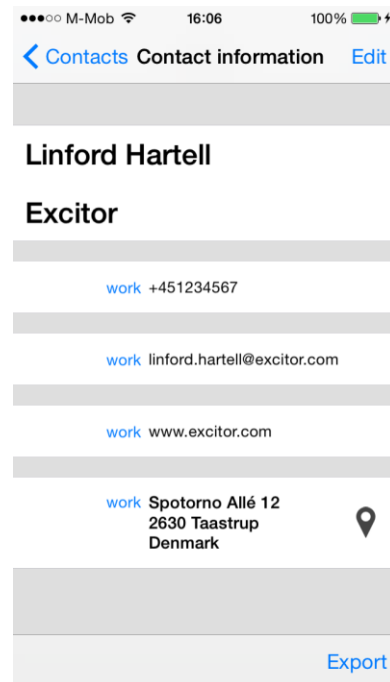 M-Mob 16:06 100%
Contacts Contact information Edit
Linford Hartell
Excitor
work +451234567
work linford.hartell@excitor.com
work www.excitor.com
work Spotorno Allé 12
2630 Taastrup
Denmark
Export